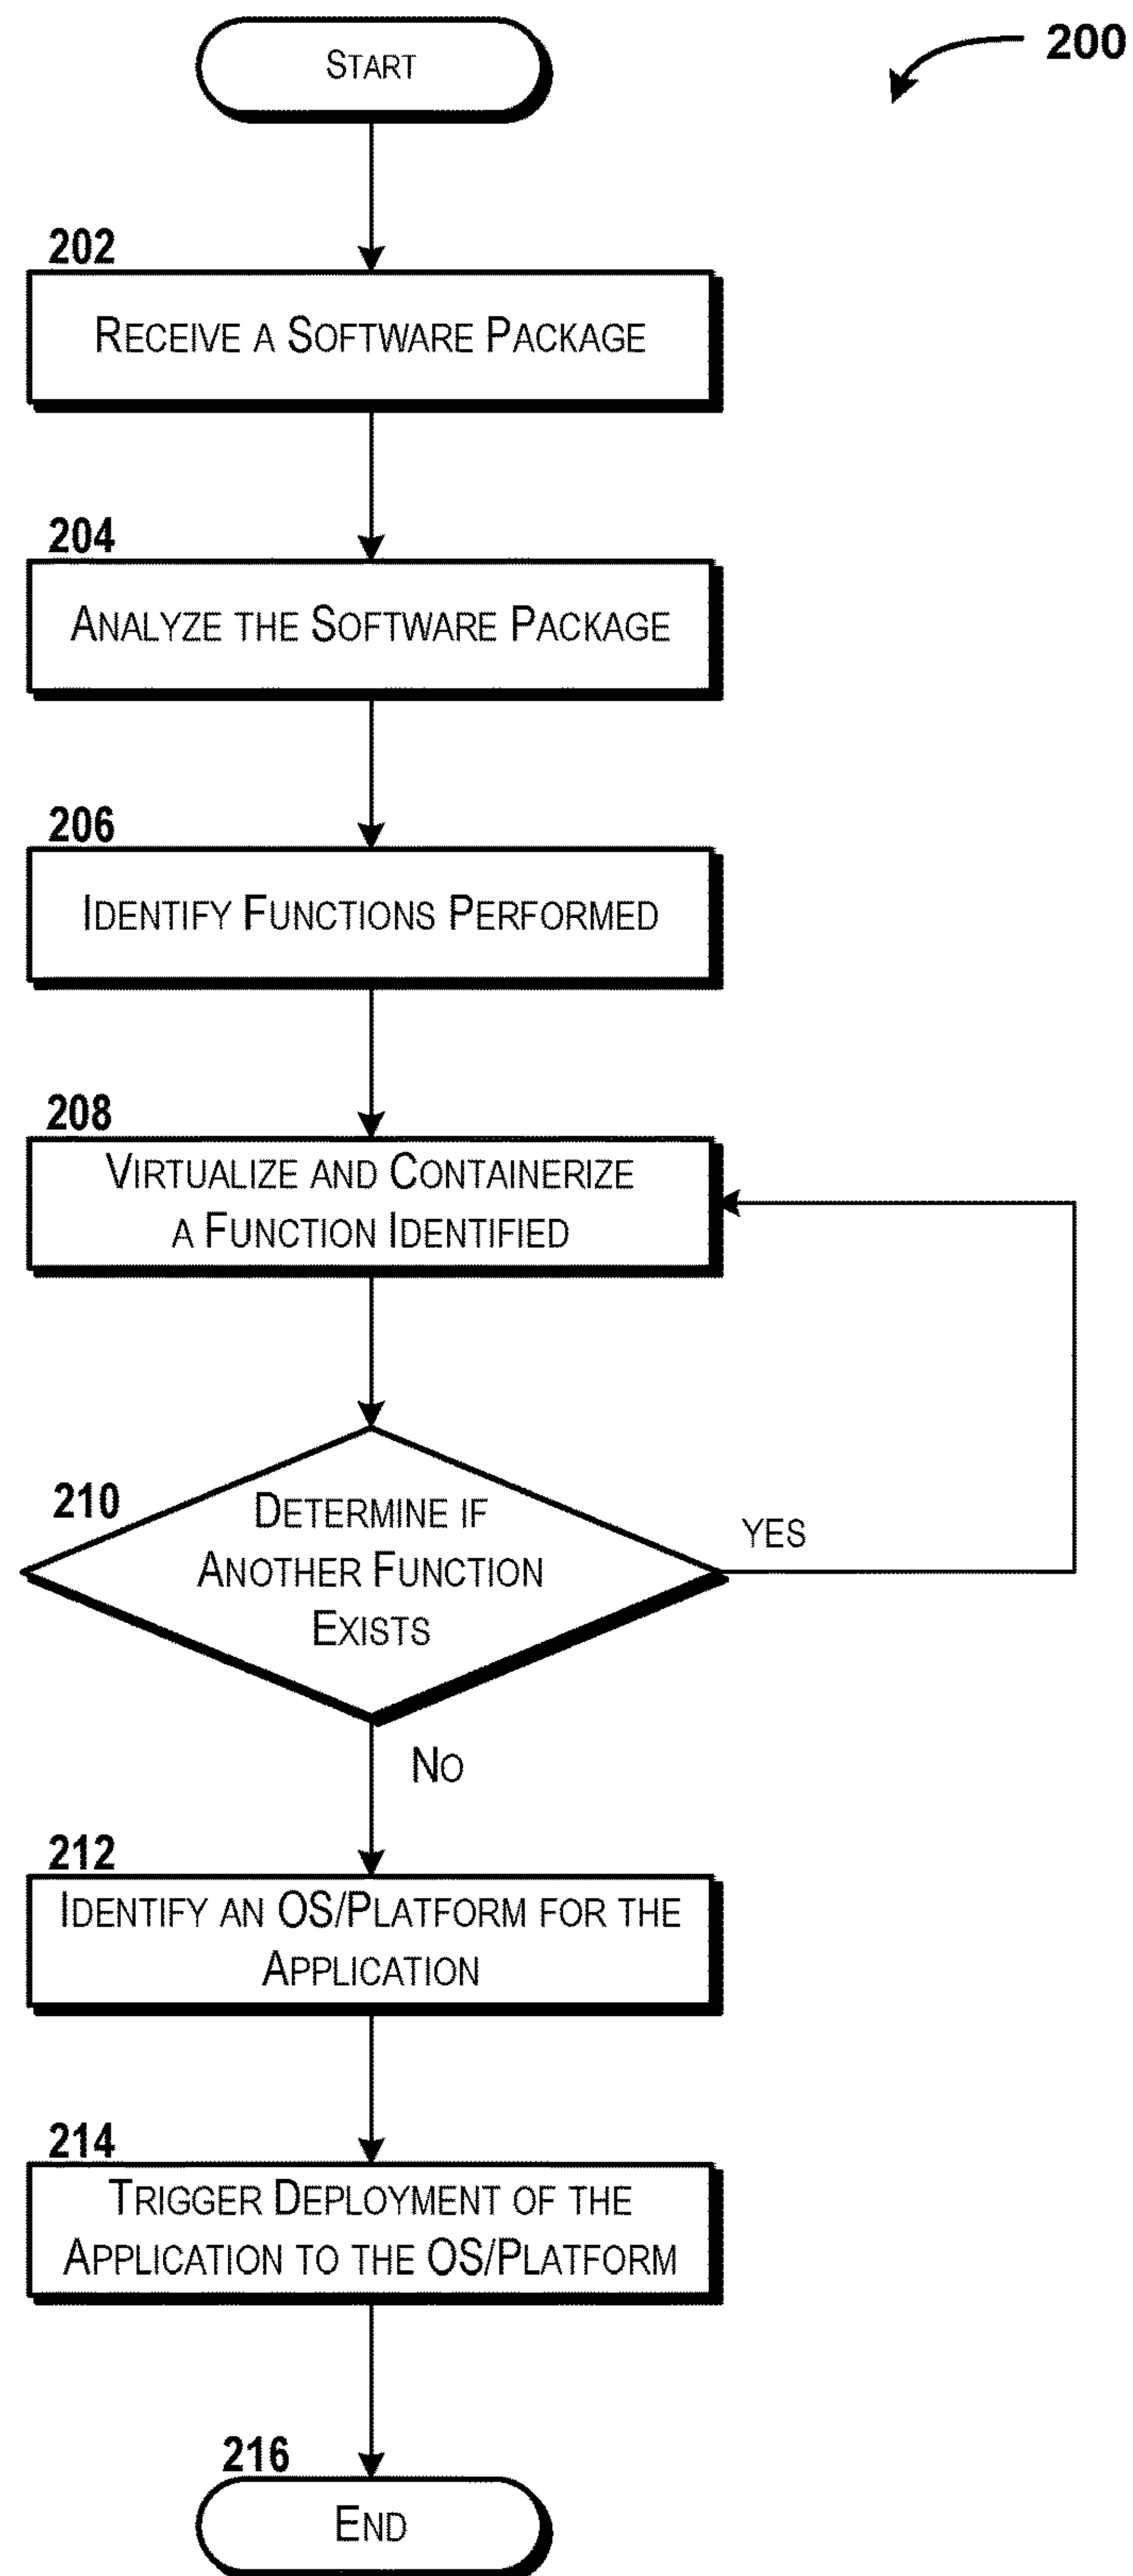 START
200
202
RECEIVE A SOFTWARE PACKAGE
204
ANALYZE THE SOFTWARE PACKAGE
206
IDENTIFY FUNCTIONS PERFORMED
208
VIRTUALIZE AND CONTAINERIZE
A FUNCTION IDENTIFIED
210
DETERMINE IF
ANOTHER FUNCTION
EXISTS
YES
NO
212
IDENTIFY AN OS/PLATFORM FOR THE
APPLICATION
214
TRIGGER DEPLOYMENT OF THE
APPLICATION TO THE OS/PLATFORM
216
END